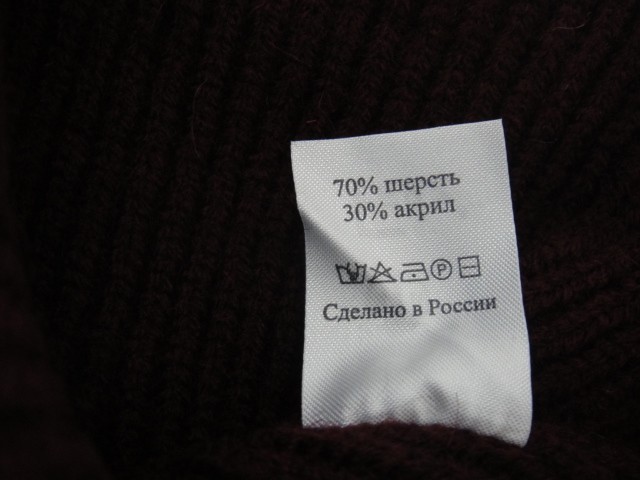 70% шерсть
30% акрил
P
Сделано в России